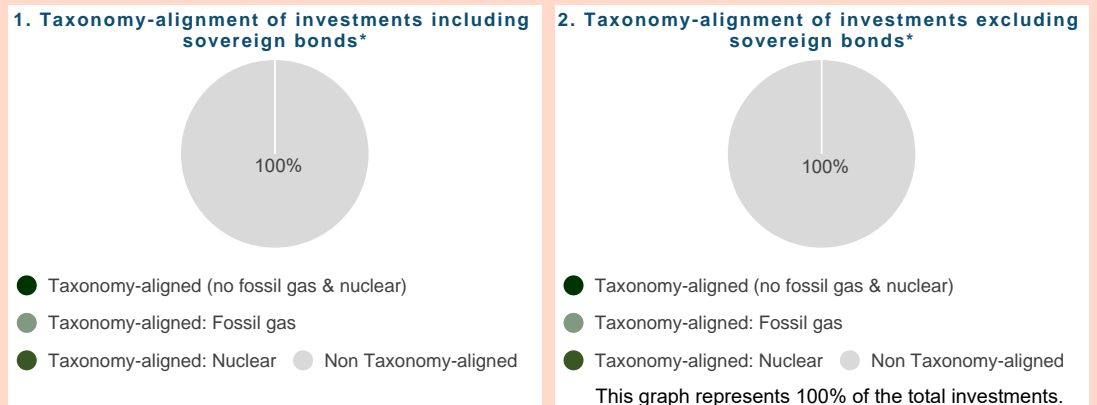 1. Taxonomy-alignment of investments including
sovereign bonds*
100%
Taxonomy-aligned (no fossil gas & nuclear)
Taxonomy-aligned: Fossil gas
Taxonomy-aligned: Nuclear
Non Taxonomy-aligned
2. Taxonomy-alignment of investments excluding
sovereign bonds*
100%
Taxonomy-aligned (no fossil gas & nuclear)
Taxonomy-aligned: Fossil gas
Taxonomy-aligned: Nuclear
Non Taxonomy-aligned
This graph represents 100% of the total investments.